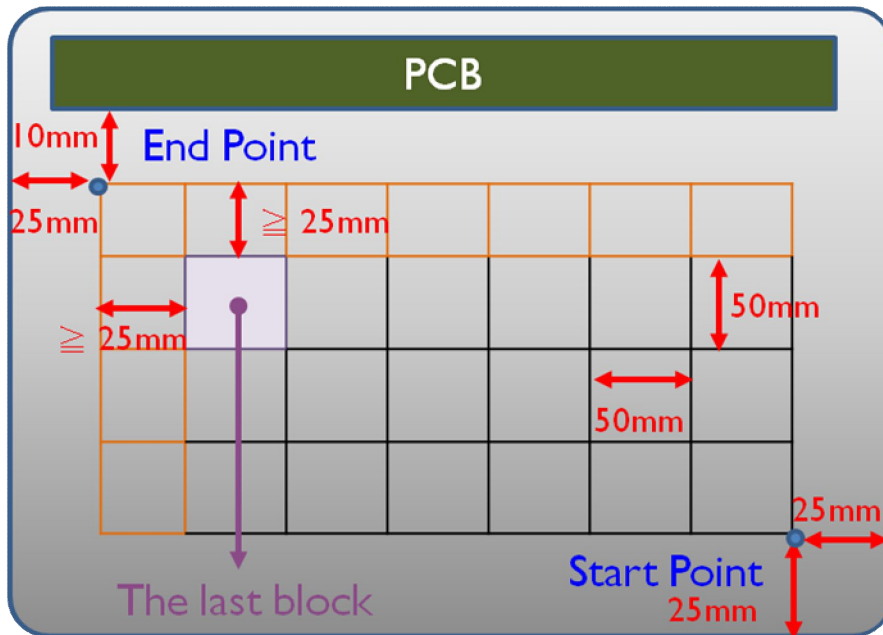 PCB
10mm
End Point
25mm
≧ 25mm
≧ 25mm
50mm
50mm
25mm
Start Point
25mm
The last block